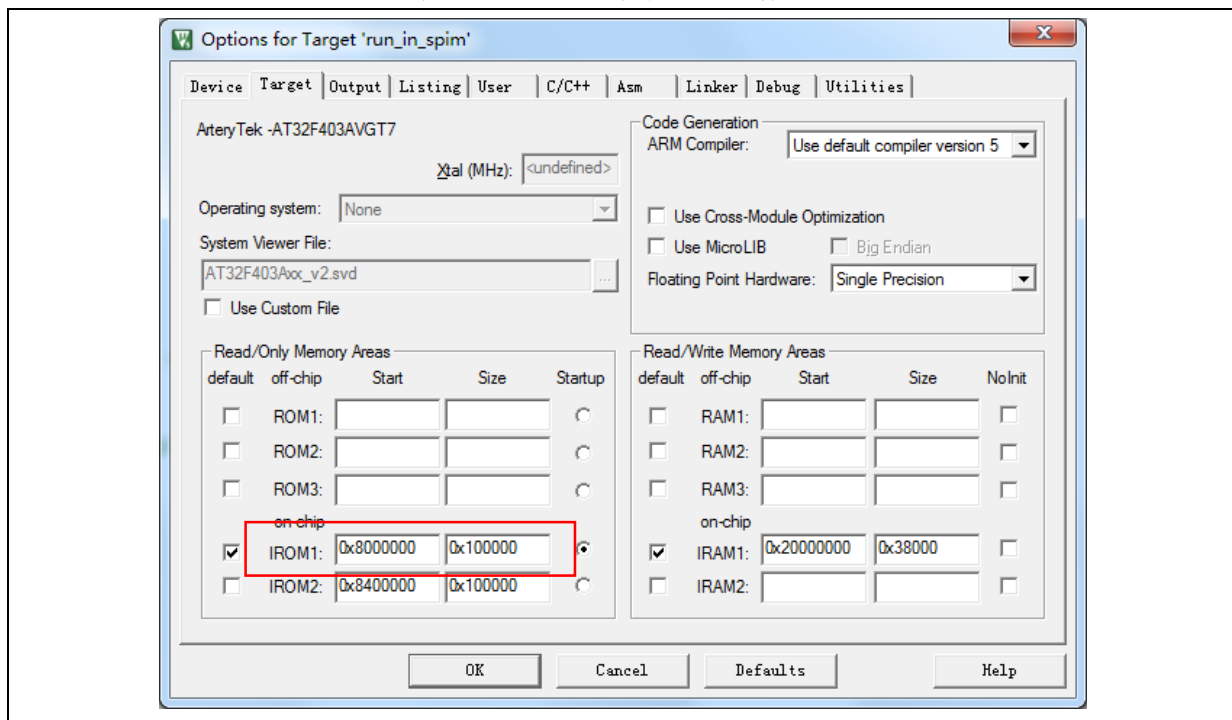 Options for Target 'run_in_spim'
Device Target Output Listing User C/C++ Asm Linker Debug Utilities
ArteryTek -AT32F403AVGT7
Xtal (MHz): <undefined>
Operating system: None
System Viewer File:
AT32F403Axx_v2.svd ...
Use Custom File
Code Generation
ARM Compiler: Use default compiler version 5
Use Cross-Module Optimization
Use MicroLIB Big Endian
Floating Point Hardware: Single Precision
Read/Only Memory Areas
default off-chip Start Size Startup
ROM1:
ROM2:
ROM3:
on-chip
IROM1: 0x8000000 0x100000
IROM2: 0x8400000 0x100000
Read/Write Memory Areas
default off-chip Start Size NoInit
RAM1:
RAM2:
RAM3:
on-chip
IRAM1: 0x20000000 0x38000
IRAM2:
OK Cancel Defaults Help